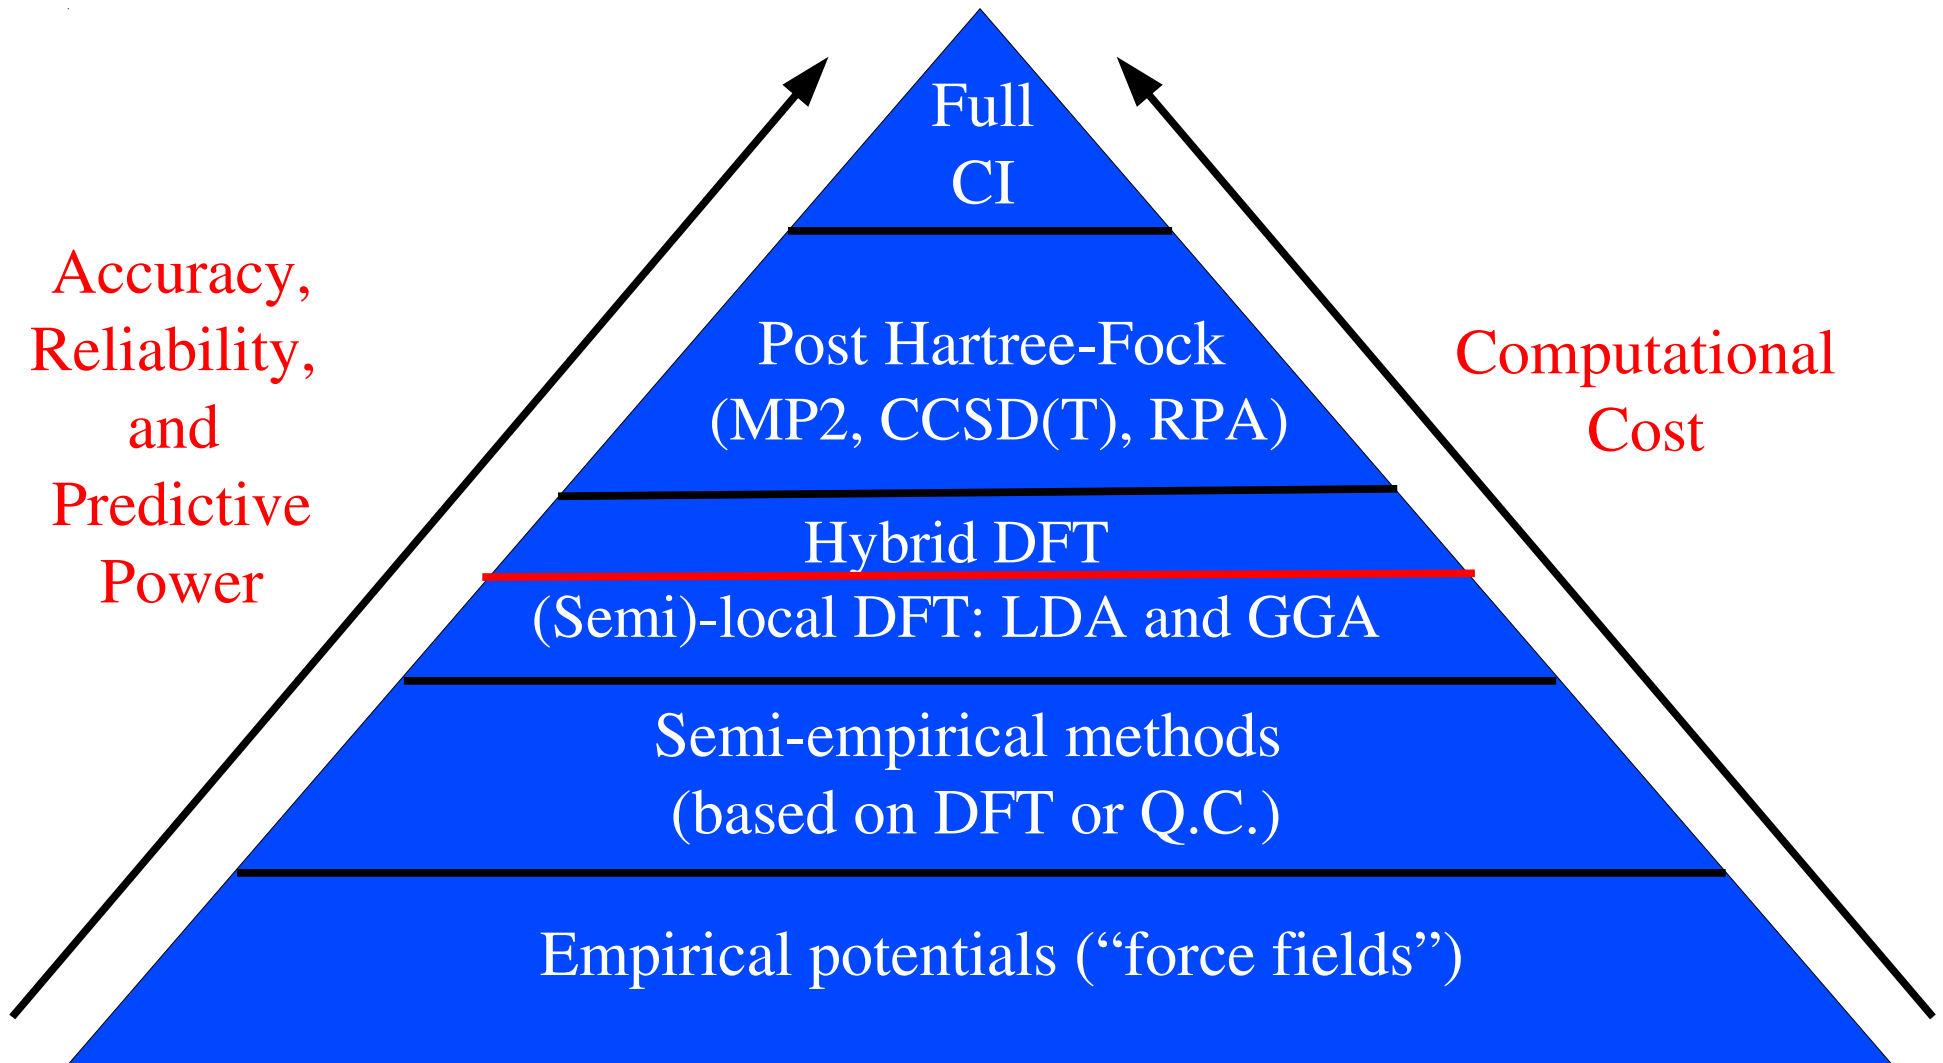 Full
CI
Accuracy,
Reliability,
and
Predictive
Power
Post Hartree-Fock
(MP2, CCSD(T), RPA)
Computational
Cost
Hybrid DFT
(Semi)-local DFT: LDA and GGA
Semi-empirical methods
(based on DFT or Q.C.)
Empirical potentials (“force fields”)